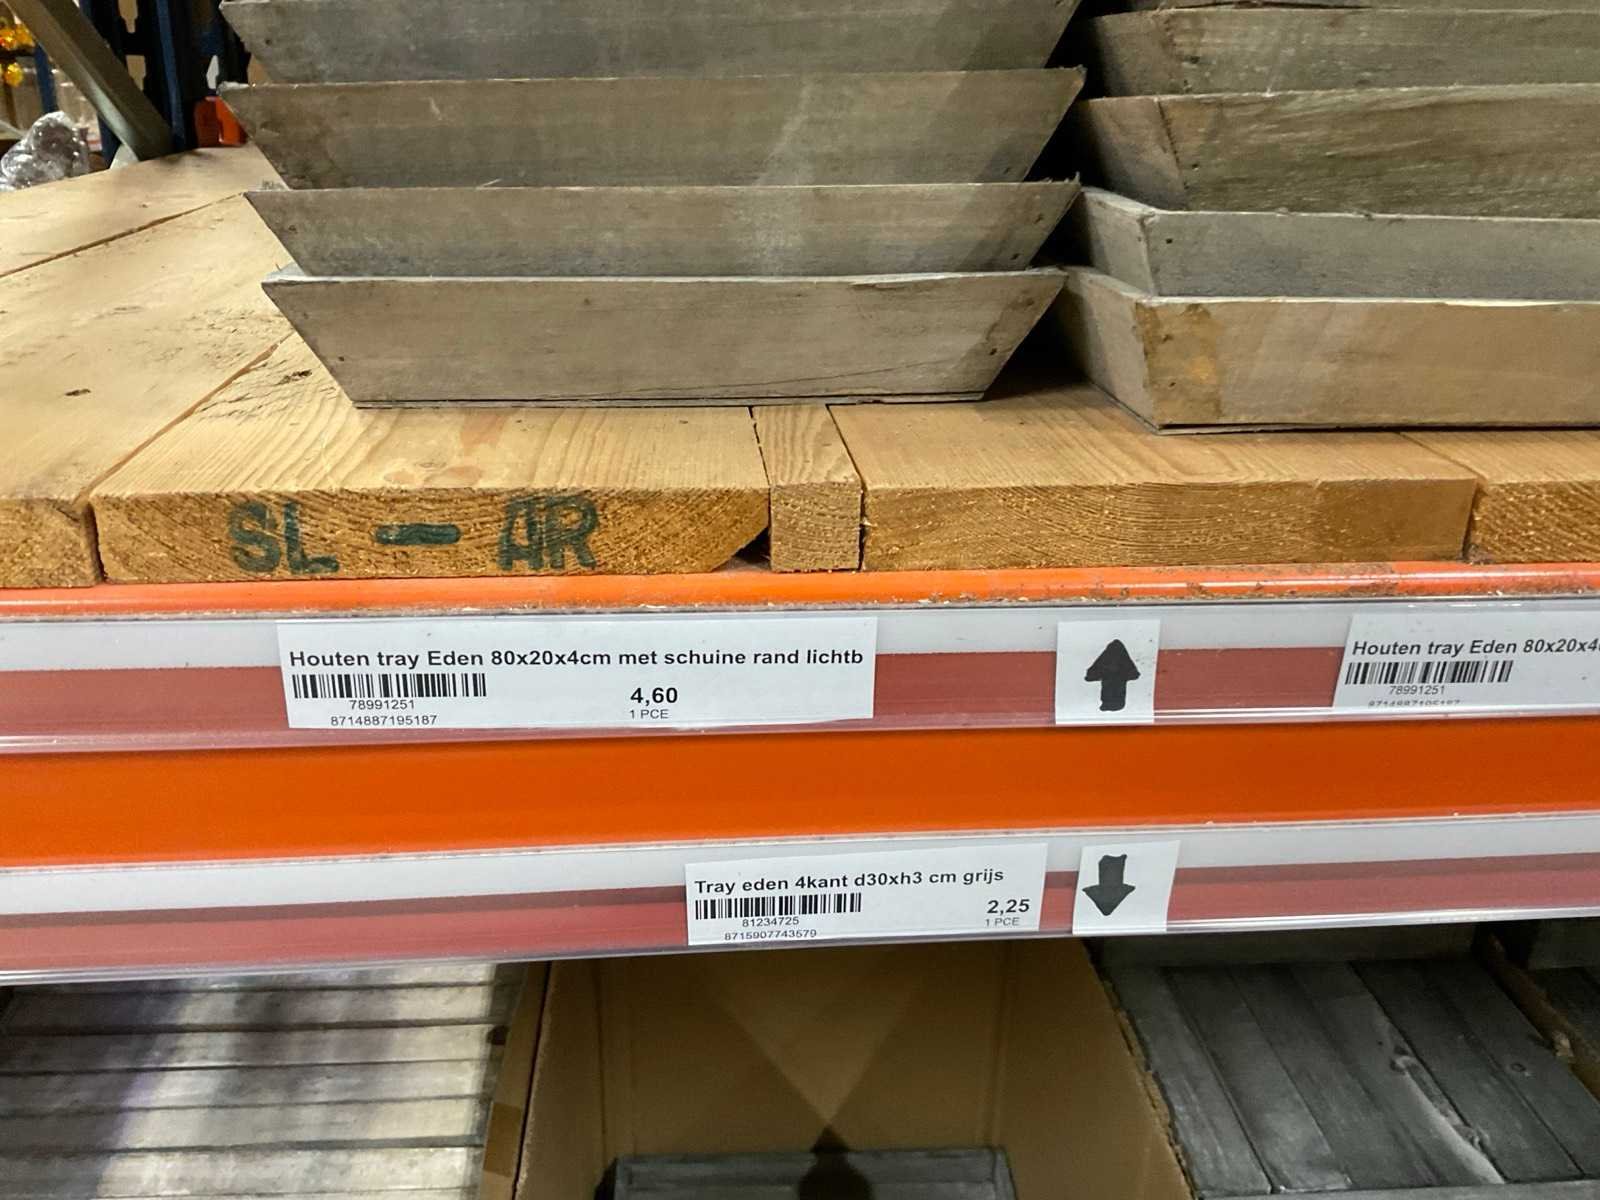 SL - AR
Houten tray Eden 80x20x4cm met schuine rand lichtb
4,60
78991251
1 PCE
8714887195187
Houten tray Eden 80x20x4
78991251
8714887195187
Tray eden 4kant d30xh3 cm grijs
2,25
81234725
1 PCE
8715907743579